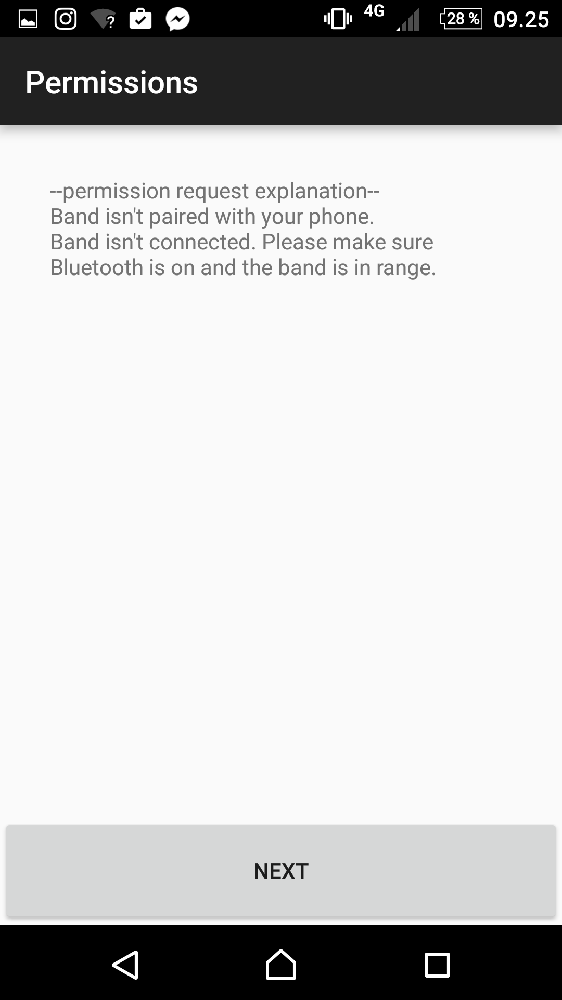 4G 28 % 09.25
Permissions
--permission request explanation--
Band isn't paired with your phone.
Band isn't connected. Please make sure
Bluetooth is on and the band is in range.
NEXT